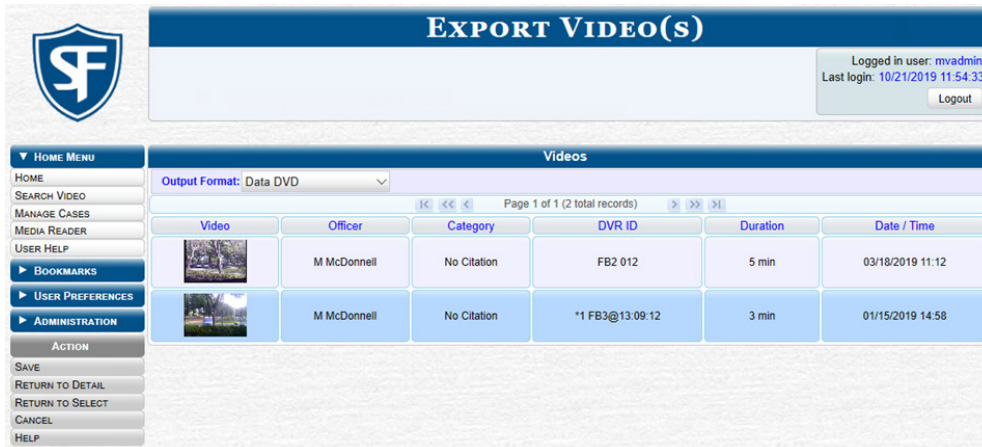 EXPORT VIDEO(S)
SF
Logged in user: mvadmin
Last login: 10/21/2019 11:54:33
Logout
▼ HOME MENU
HOME
SEARCH VIDEO
MANAGE CASES
MEDIA READER
USER HELP
► BOOKMARKS
► USER PREFERENCES
► ADMINISTRATION
ACTION
SAVE
RETURN TO DETAIL
RETURN TO SELECT
CANCEL
HELP
Videos
Output Format: Data DVD
Page 1 of 1 (2 total records)
Video Officer Category DVR ID Duration Date / Time
M McDonnell No Citation FB2 012 5 min 03/18/2019 11:12
M McDonnell No Citation *1 FB3@13:09:12 3 min 01/15/2019 14:58